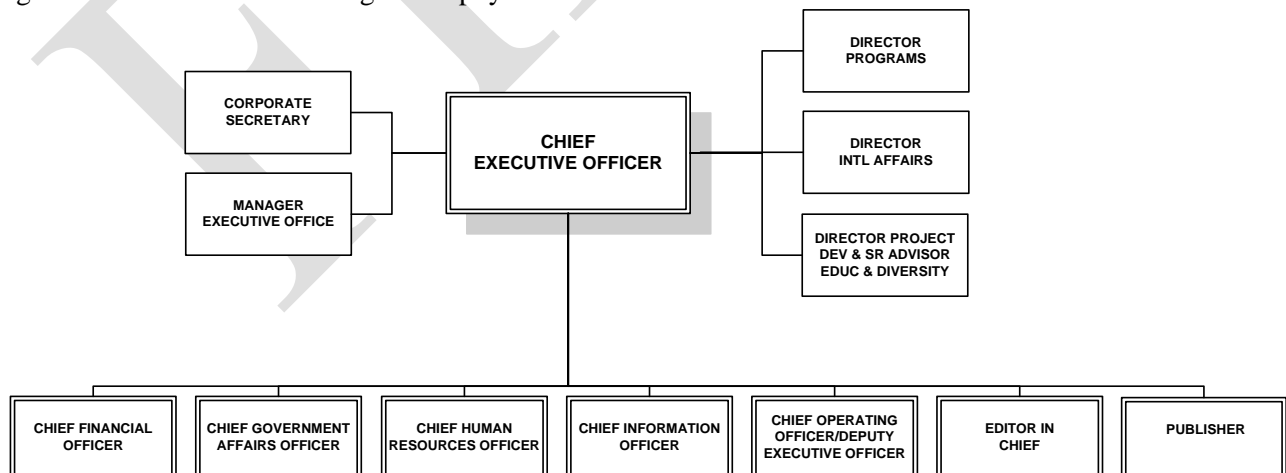 DIRECTOR
PROGRAMS
CORPORATE
SECRETARY
CHIEF
EXECUTIVE OFFICER
DIRECTOR
INTL AFFAIRS
MANAGER
EXECUTIVE OFFICE
DIRECTOR PROJECT
DEV & SR ADVISOR
EDUC & DIVERSITY
CHIEF FINANCIAL
OFFICER
CHIEF GOVERNMENT
AFFAIRS OFFICER
CHIEF HUMAN
RESOURCES OFFICER
CHIEF INFORMATION
OFFICER
CHIEF OPERATING
OFFICER/DEPUTY
EXECUTIVE OFFICER
EDITOR IN
CHIEF
PUBLISHER